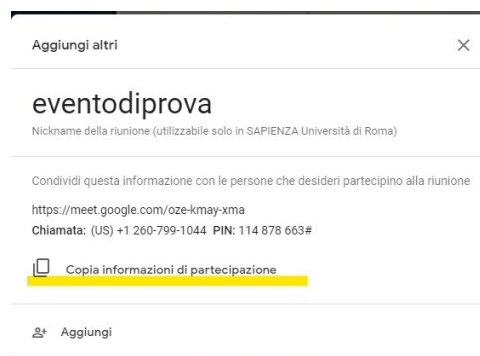 Aggiungi altri
eventodiprova
Nickname della riunione (utilizzabile solo in SAPIENZA Università di Roma)
Condividi questa informazione con le persone che desideri partecipino alla riunione
https://meet.google.com/oze-kmay-xma
Chiamata: (US) +1 260-799-1044 PIN: 114 878 663#
Copia informazioni di partecipazione
Aggiungi